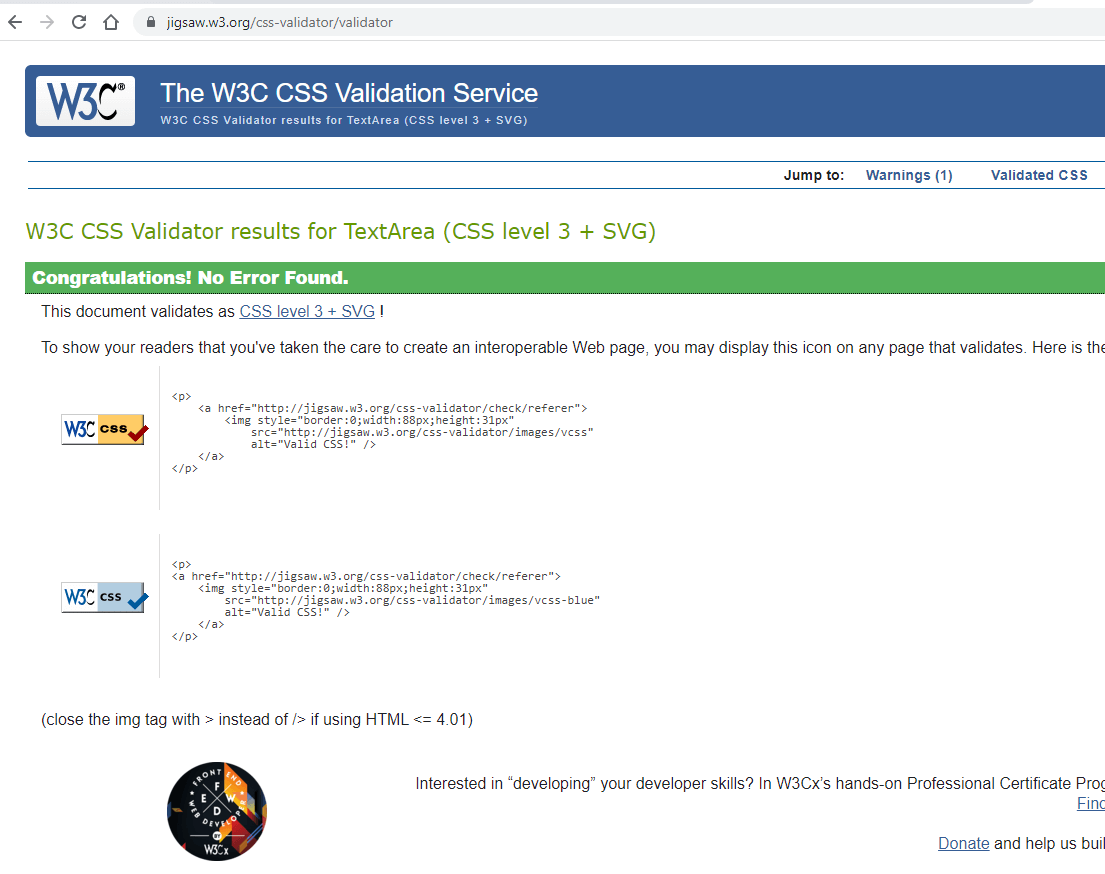 jigsaw.w3.org/css-validator/validator
W3C®
The W3C CSS Validation Service
W3C CSS Validator results for TextArea (CSS level 3 + SVG)
Jump to: Warnings (1) Validated CSS
W3C CSS Validator results for TextArea (CSS level 3 + SVG)
Congratulations! No Error Found.
This document validates as CSS level 3 + SVG !
To show your readers that you've taken the care to create an interoperable Web page, you may display this icon on any page that validates. Here is the
W3C css
<p>
<a href="http://jigsaw.w3.org/css-validator/check/referer">
<img style="border:0;width:88px;height:31px"
src="http://jigsaw.w3.org/css-validator/images/vcss"
alt="Valid CSS!" />
</a>
</p>
W3C css
<p>
<a href="http://jigsaw.w3.org/css-validator/check/referer">
<img style="border:0;width:88px;height:31px"
src="http://jigsaw.w3.org/css-validator/images/vcss-blue"
alt="Valid CSS!" />
</a>
</p>
(close the img tag with > instead of /> if using HTML <= 4.01)
FRONT END
WEB DEVELOPER
F
E W
D
BY
W3Cx
Interested in “developing” your developer skills? In W3Cx’s hands-on Professional Certificate Prog
Find
Donate and help us buil